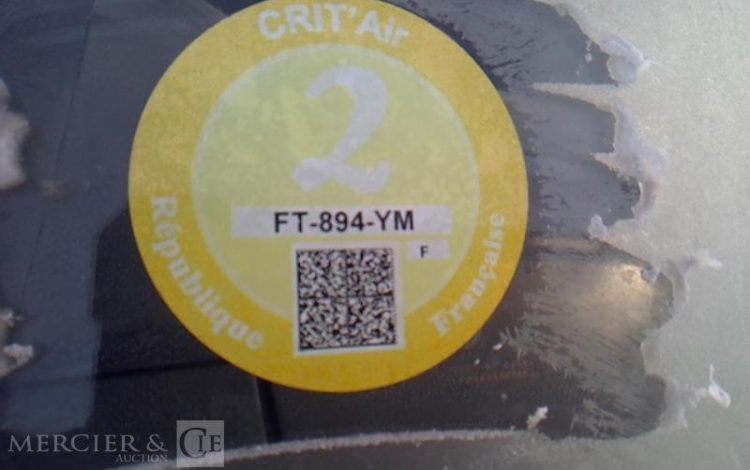 CRIT'Air
2
FT-894-YM
F
République
Française
MERCIER & CIE
AUCTION